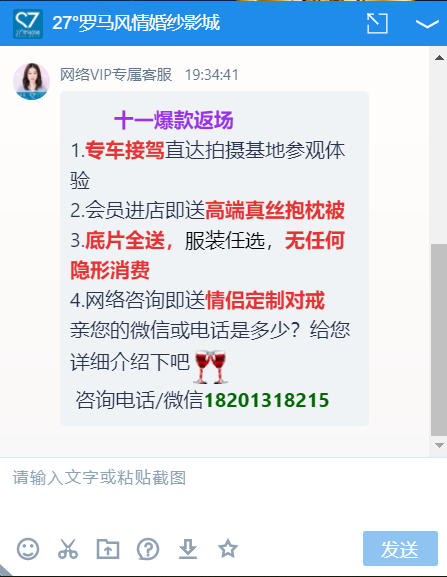 27°罗马风情婚纱影城
网络VIP专属客服 19:34:41
十一爆款返场
1.专车接驾直达拍摄基地参观体
验
2.会员进店即送高端真丝抱枕被
3.底片全送，服装任选，无任何
隐形消费
4.网络咨询即送情侣定制对戒
亲您的微信或电话是多少？给您
详细介绍下吧
咨询电话/微信18201318215
请输入文字或粘贴截图
发送